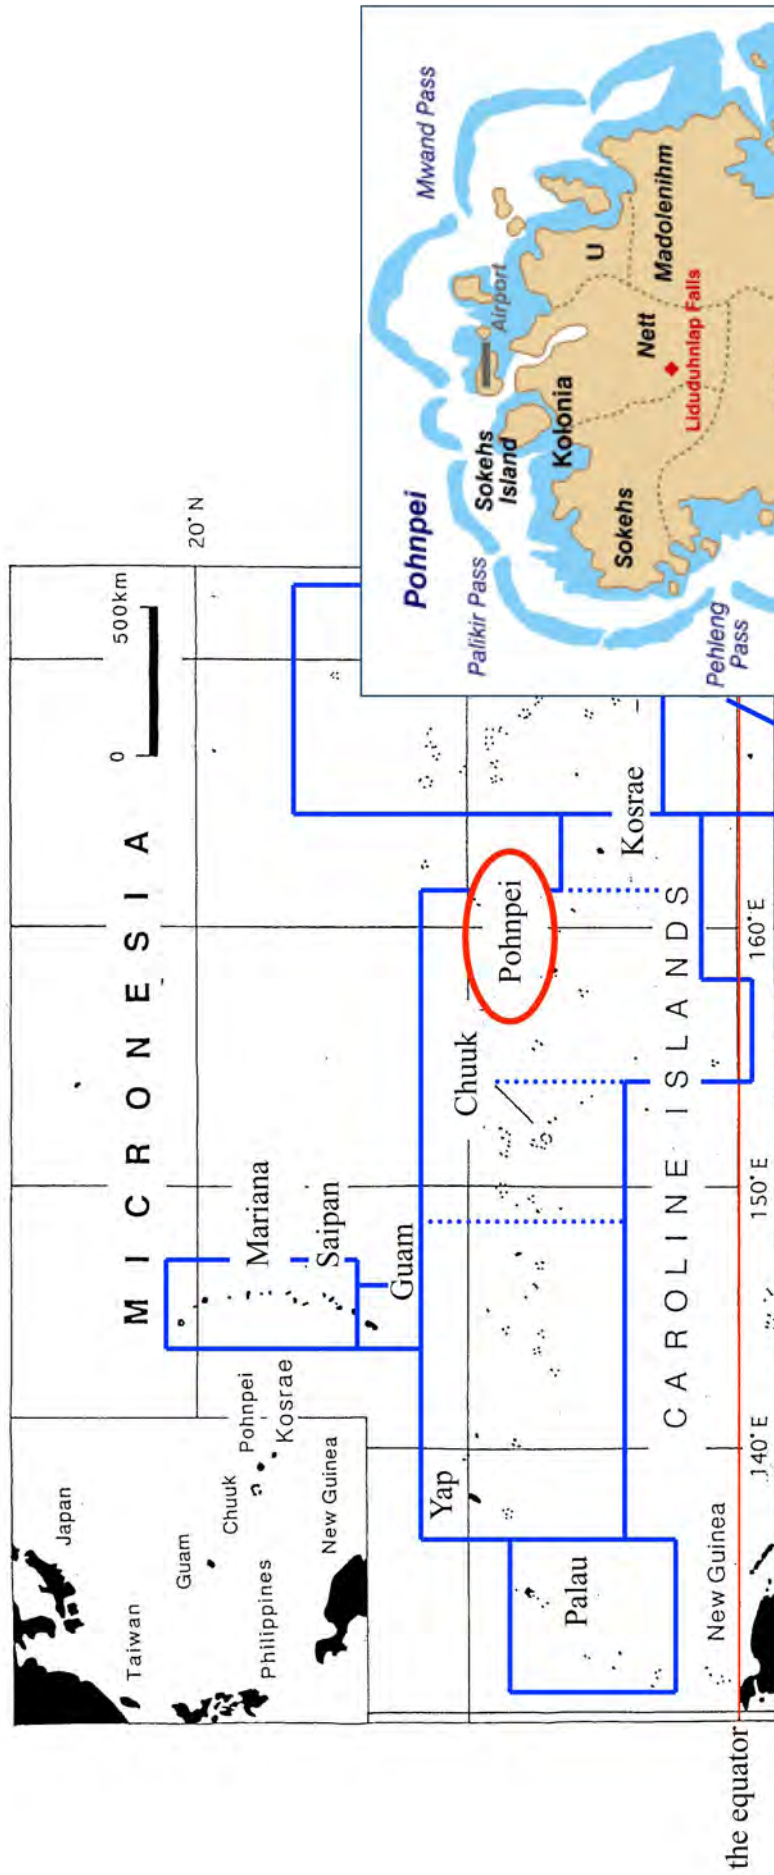 MICRONESIA
0 500km
20°N
Japan
Taiwan
Guam
Chuuk
Pohnpei
Kosrae
Philippines
New Guinea
Mariana
Saipan
Guam
Yap
Palau
Chuuk
Pohnpei
Kosrae
CAROLINE ISLANDS
New Guinea
140°E
150°E
160°E
the equator
Pohnpei
Mwand Pass
Palikir Pass
Airport
Sokehs
Island
Kolonia
U
Nett
Sokehs
Madolenihm
Liduduhnlap Falls
Pehleng
Pass